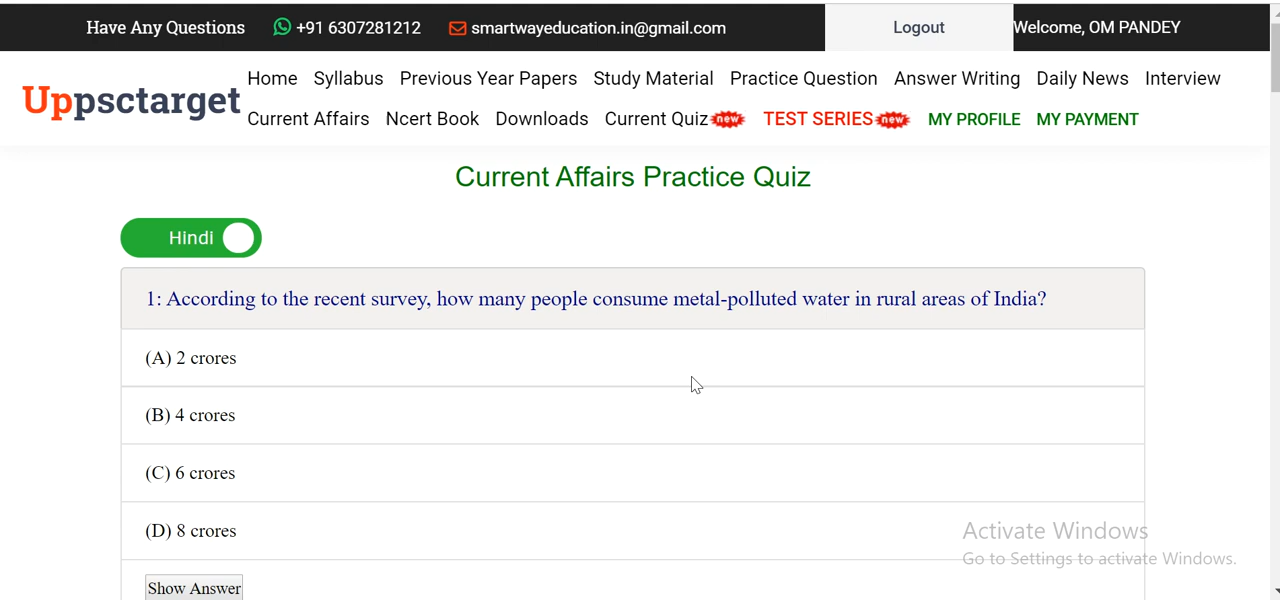 Have Any Questions +91 6307281212 smartwayeducation.in@gmail.com Logout Welcome, OM PANDEY
Uppsctarget
Home Syllabus Previous Year Papers Study Material Practice Question Answer Writing Daily News Interview
Current Affairs Ncert Book Downloads Current Quiz new TEST SERIES new MY PROFILE MY PAYMENT
Current Affairs Practice Quiz
Hindi
1: According to the recent survey, how many people consume metal-polluted water in rural areas of India?
(A) 2 crores
(B) 4 crores
(C) 6 crores
(D) 8 crores
Show Answer
Activate Windows
Go to Settings to activate Windows.